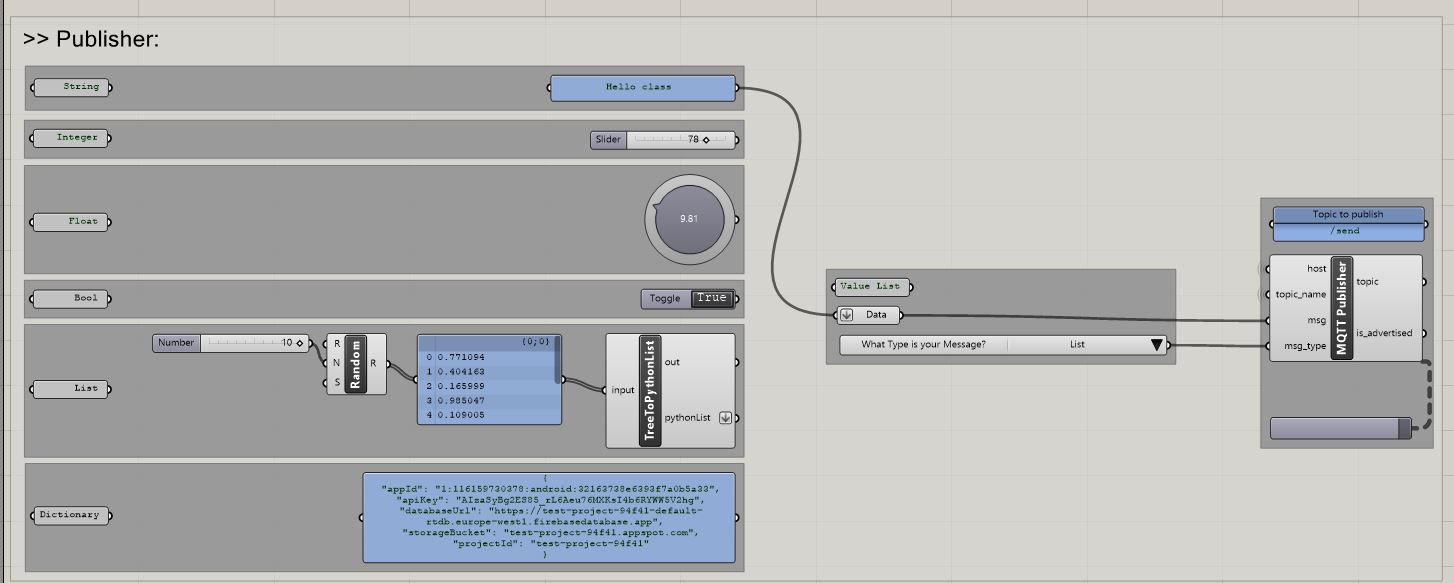 >> Publisher:
String
Hello class
Integer
Slider
78
Float
9.81
Bool
Toggle
True
List
Number
10
R
N
S
Random
R
{0;0}
0 0.771094
1 0.404163
2 0.165999
3 0.985047
4 0.109005
input
TreeToPythonList
out
pythonList
Dictionary
{
"appId": "1:116159730378:android:32163738e6393f7a0b5a33",
"apiKey": "AIzaSyBg2ES85_rL6Aeu76MXKsI4b6RYWW5V2hg",
"databaseUrl": "https://test-project-94f41-default-
rtdb.europe-west1.firebasedatabase.app",
"storageBucket": "test-project-94f41.appspot.com",
"projectId": "test-project-94f41"
}
Value List
Data
What Type is your Message?
List
Topic to publish
/send
host
topic_name
msg
msg_type
MQTT Publisher
topic
is_advertised